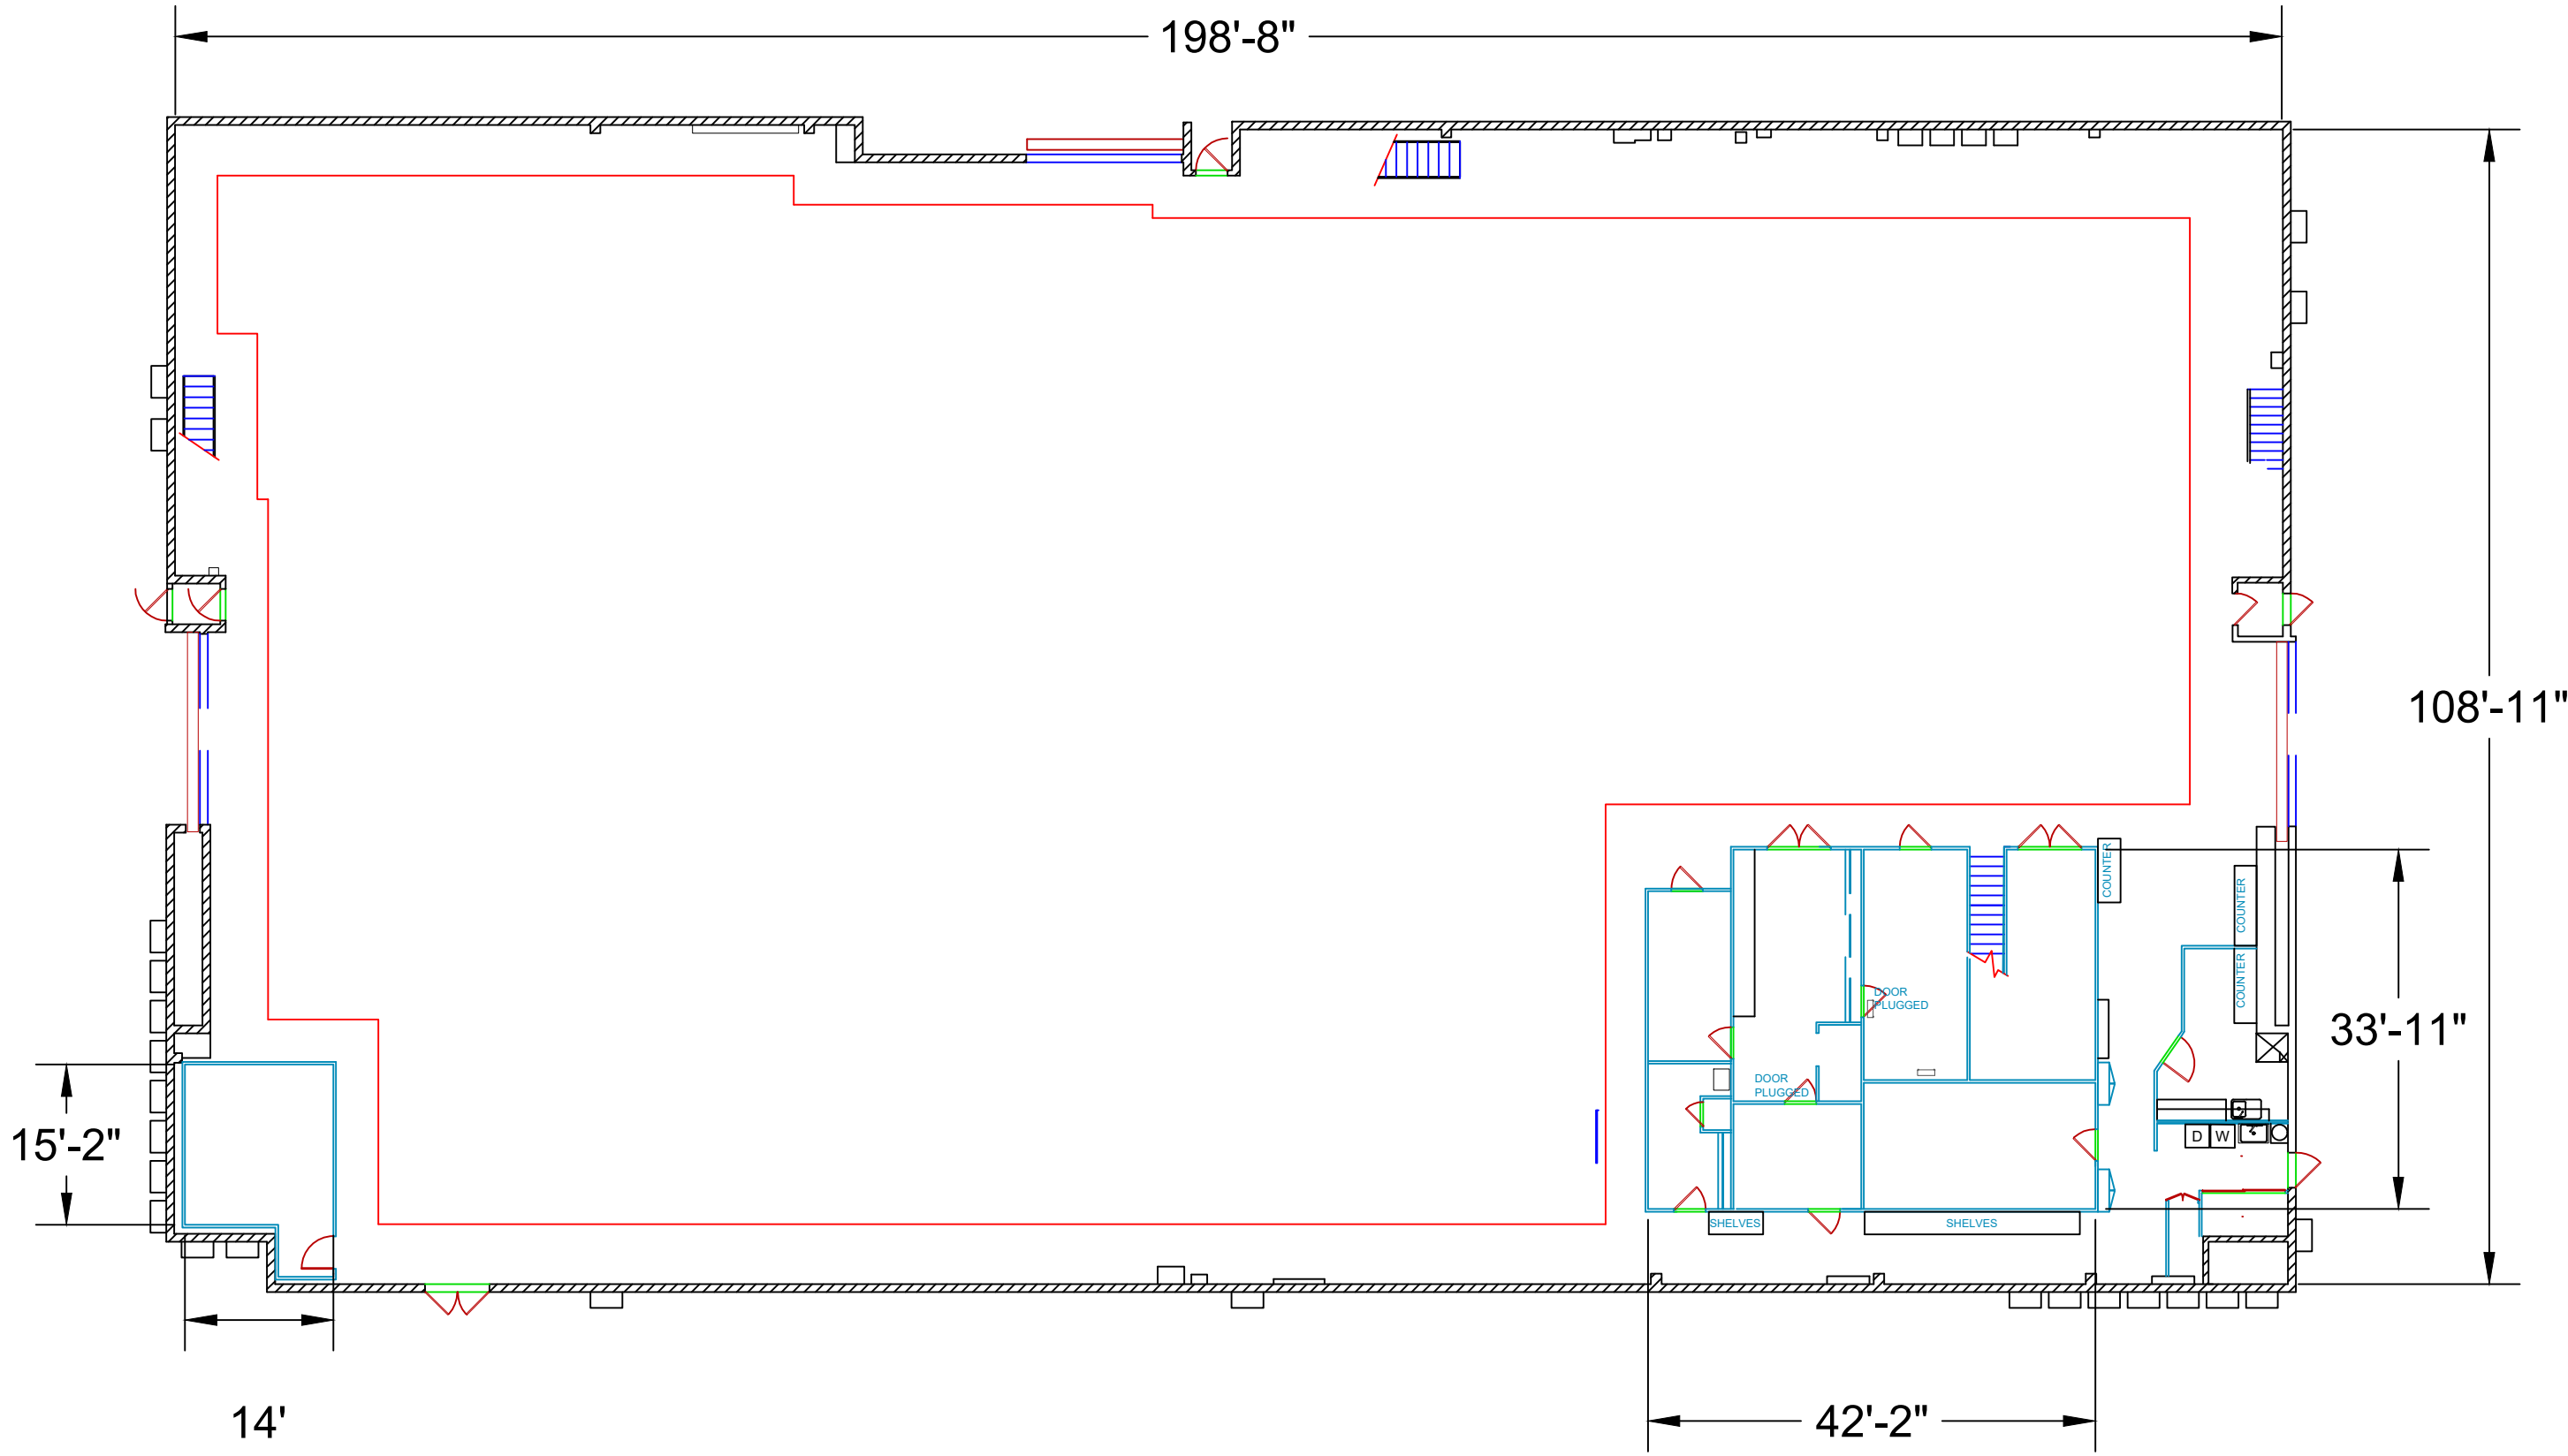 198'-8"
108'-11"
COUNTER
COUNTER
COUNTER
DOOR
PLUGGED
33'-11"
DOOR
PLUGGED
15'-2"
D W
SHELVES
SHELVES
14'
42'-2"